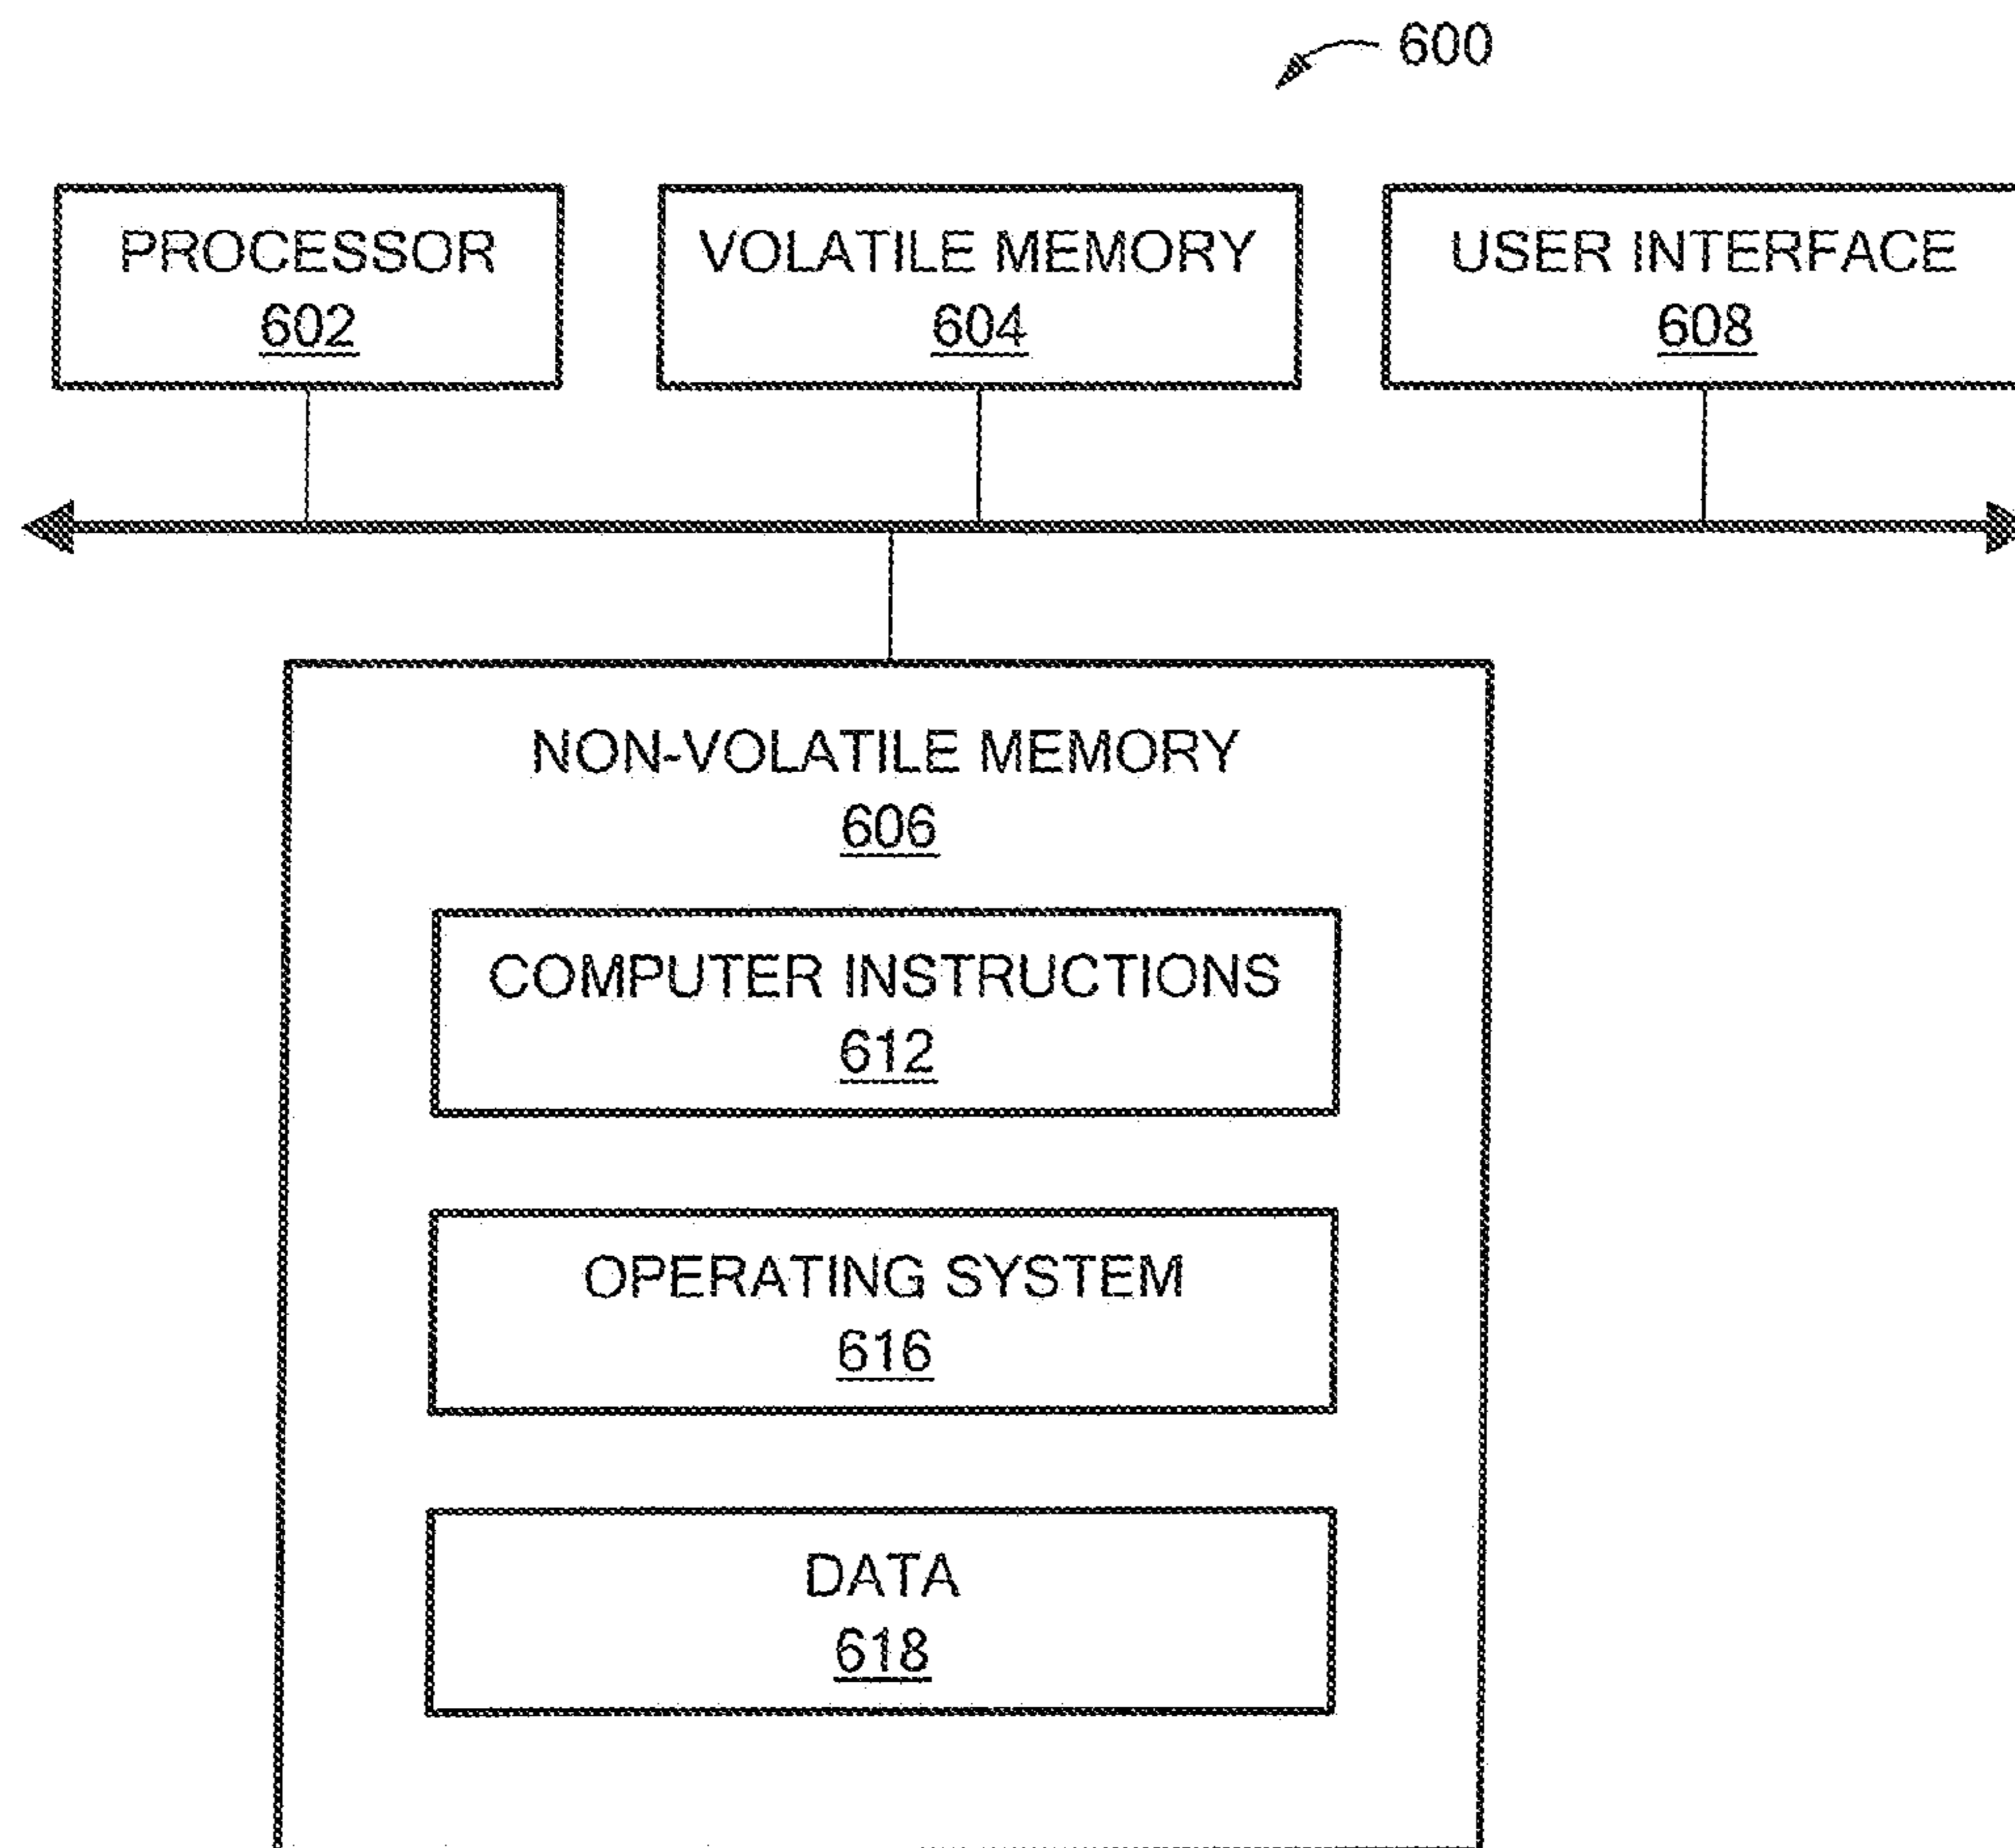 600
PROCESSOR
602
VOLATILE MEMORY
604
USER INTERFACE
608
NON-VOLATILE MEMORY
606
COMPUTER INSTRUCTIONS
612
OPERATING SYSTEM
616
DATA
618